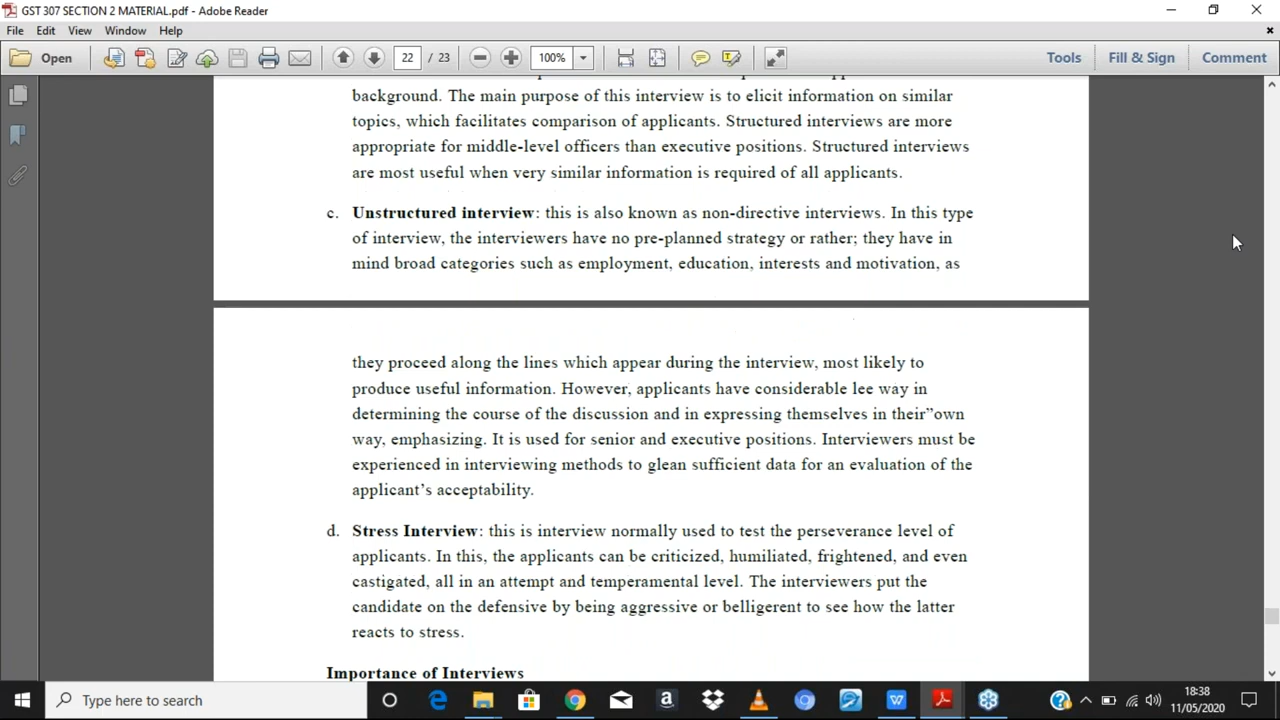 GST 307 SECTION 2 MATERIAL.pdf - Adobe Reader
File Edit View Window Help
Open 22 / 23 100% Tools Fill & Sign Comment
background. The main purpose of this interview is to elicit information on similar
topics, which facilitates comparison of applicants. Structured interviews are more
appropriate for middle-level officers than executive positions. Structured interviews
are most useful when very similar information is required of all applicants.
c. Unstructured interview: this is also known as non-directive interviews. In this type
of interview, the interviewers have no pre-planned strategy or rather; they have in
mind broad categories such as employment, education, interests and motivation, as
they proceed along the lines which appear during the interview, most likely to
produce useful information. However, applicants have considerable lee way in
determining the course of the discussion and in expressing themselves in their”own
way, emphasizing. It is used for senior and executive positions. Interviewers must be
experienced in interviewing methods to glean sufficient data for an evaluation of the
applicant’s acceptability.
d. Stress Interview: this is interview normally used to test the perseverance level of
applicants. In this, the applicants can be criticized, humiliated, frightened, and even
castigated, all in an attempt and temperamental level. The interviewers put the
candidate on the defensive by being aggressive or belligerent to see how the latter
reacts to stress.
Importance of Interviews
Type here to search
18:38
11/05/2020